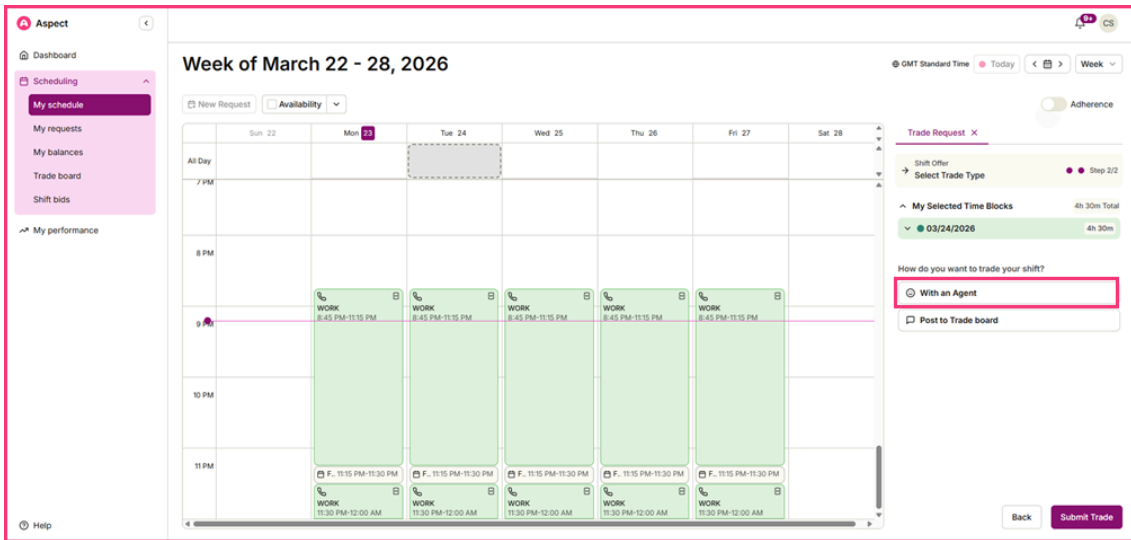 Aspect
9+
CS
Dashboard
Scheduling
My schedule
My requests
My balances
Trade board
Shift bids
My performance
Help
Week of March 22 - 28, 2026
GMT Standard Time
Today
Week
New Request
Availability
Adherence
Sun 22
Mon 23
Tue 24
Wed 25
Thu 26
Fri 27
Sat 28
All Day
7 PM
8 PM
9 PM
10 PM
11 PM
WORK
8:45 PM-11:15 PM
WORK
8:45 PM-11:15 PM
WORK
8:45 PM-11:15 PM
WORK
8:45 PM-11:15 PM
WORK
8:45 PM-11:15 PM
F.. 11:15 PM-11:30 PM
F.. 11:15 PM-11:30 PM
F.. 11:15 PM-11:30 PM
F.. 11:15 PM-11:30 PM
F.. 11:15 PM-11:30 PM
WORK
11:30 PM-12:00 AM
WORK
11:30 PM-12:00 AM
WORK
11:30 PM-12:00 AM
WORK
11:30 PM-12:00 AM
WORK
11:30 PM-12:00 AM
Trade Request
Shift Offer
Select Trade Type
Step 2/2
My Selected Time Blocks
4h 30m Total
03/24/2026
4h 30m
How do you want to trade your shift?
With an Agent
Post to Trade board
Back
Submit Trade